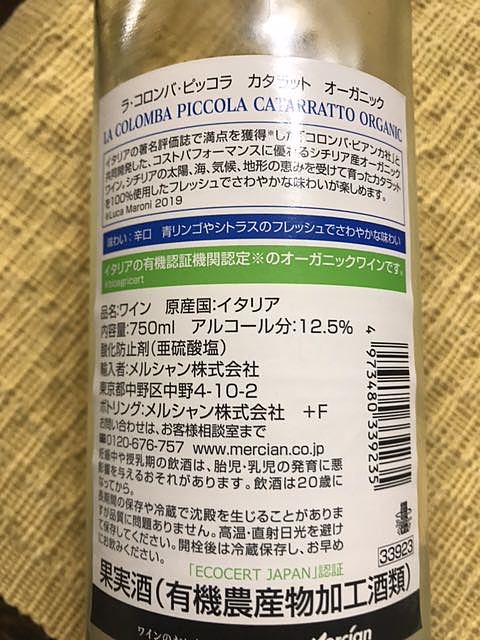 ラ・コロンバ・ピッコラ カタラット オーガニック
LA COLOMBA PICCOLA CATARRATTO ORGANIC
イタリアの著名評価誌で満点を獲得※した『コロンバ・ビアンカ社』と
共同開発した、コストパフォーマンスに優れるシチリア産オーガニック
ワイン。シチリアの太陽、海、気候、地形の恵みを受けて育ったカタラット
を100%使用したフレッシュでさわやかな味わいが楽しめます。
※Luca Maroni 2019
味わい:辛口 青リンゴやシトラスのフレッシュでさわやかな味わい
イタリアの有機認証機関認定※のオーガニックワインです。
※bioagricert
品名:ワイン 原産国:イタリア
内容量:750ml アルコール分:12.5%
酸化防止剤(亜硫酸塩)
輸入者:メルシャン株式会社
東京都中野区中野4-10-2
ボトリング:メルシャン株式会社 +F
お問い合わせは、お客様相談室まで
0120-676-757 www.mercian.co.jp
妊娠中や授乳期の飲酒は、胎児・乳児の発育に悪
影響を与えるおそれがあります。飲酒は20歳に
なってから。
長期間の保存や冷蔵で沈殿を生じることがありま
すが品質に問題ありません。高温・直射日光を避け
て保存してください。開栓後は冷蔵保存し、お早め
にお飲みください。
「ECOCERT JAPAN」認証
果実酒(有機農産物加工酒類)
4 973480 339235
33923
Mercian